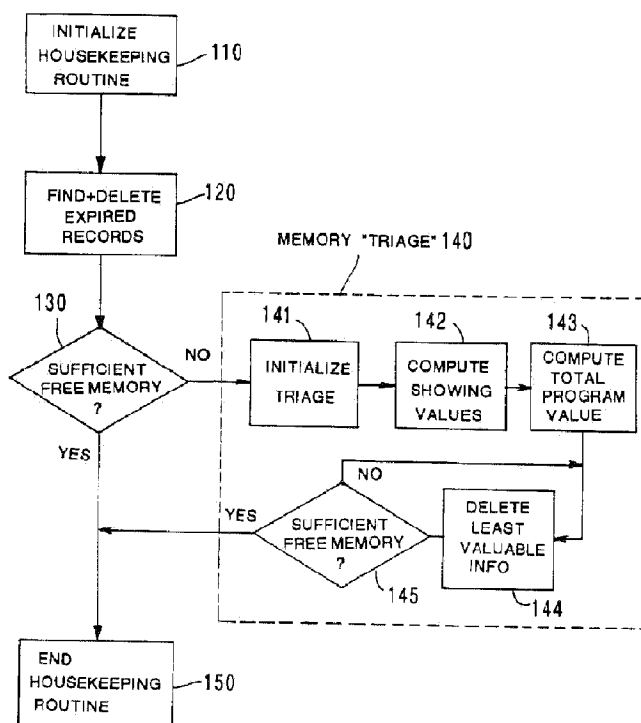 INITIALIZE
HOUSEKEEPING
ROUTINE
110
FIND+DELETE
EXPIRED
RECORDS
120
MEMORY "TRIAGE" 140
130
SUFFICIENT
FREE MEMORY
?
NO
YES
141
INITIALIZE
TRIAGE
142
COMPUTE
SHOWING
VALUES
143
COMPUTE
TOTAL
PROGRAM
VALUE
NO
YES
SUFFICIENT
FREE MEMORY
?
145
DELETE
LEAST
VALUABLE
INFO
144
END
HOUSEKEEPING
ROUTINE
150